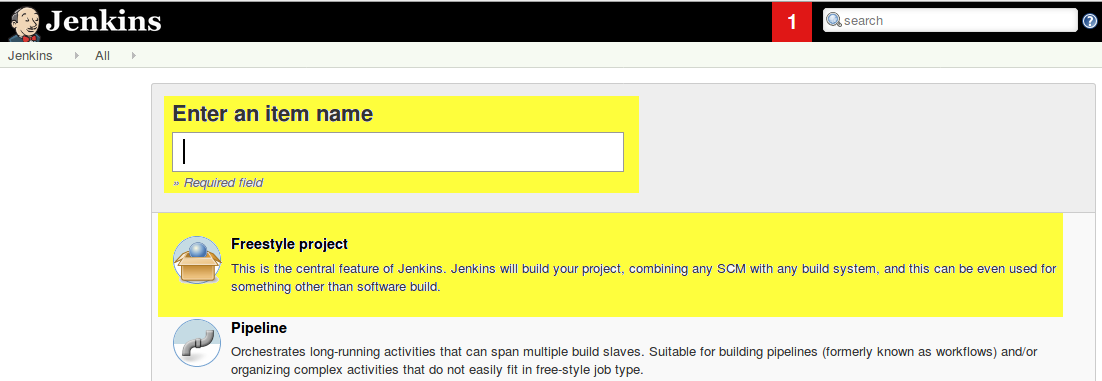 Jenkins
1
search
?
Jenkins
All
Enter an item name
» Required field
Freestyle project
This is the central feature of Jenkins. Jenkins will build your project, combining any SCM with any build system, and this can be even used for
something other than software build.
Pipeline
Orchestrates long-running activities that can span multiple build slaves. Suitable for building pipelines (formerly known as workflows) and/or
organizing complex activities that do not easily fit in free-style job type.